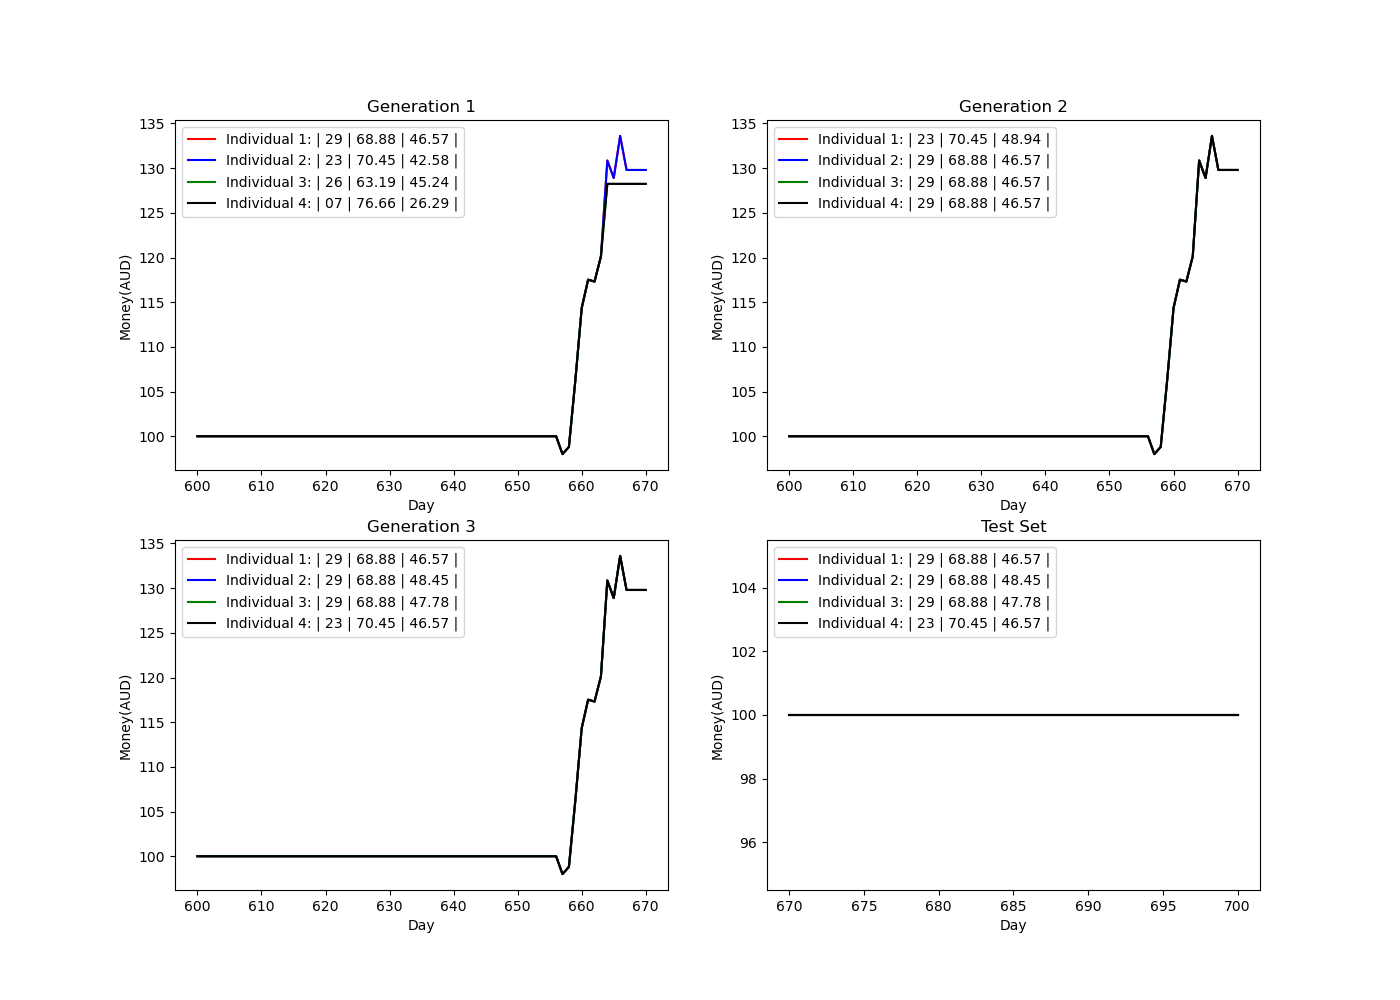 Generation 1
135
130
125
120
115
110
105
100
Money(AUD)
Individual 1: | 29 | 68.88 | 46.57 |
Individual 2: | 23 | 70.45 | 42.58 |
Individual 3: | 26 | 63.19 | 45.24 |
Individual 4: | 07 | 76.66 | 26.29 |
600 610 620 630 640 650 660 670
Day
Generation 2
135
130
125
120
115
110
105
100
Money(AUD)
Individual 1: | 23 | 70.45 | 48.94 |
Individual 2: | 29 | 68.88 | 46.57 |
Individual 3: | 29 | 68.88 | 46.57 |
Individual 4: | 29 | 68.88 | 46.57 |
600 610 620 630 640 650 660 670
Day
Generation 3
135
130
125
120
115
110
105
100
Money(AUD)
Individual 1: | 29 | 68.88 | 46.57 |
Individual 2: | 29 | 68.88 | 48.45 |
Individual 3: | 29 | 68.88 | 47.78 |
Individual 4: | 23 | 70.45 | 46.57 |
600 610 620 630 640 650 660 670
Day
Test Set
104
102
100
98
96
Money(AUD)
Individual 1: | 29 | 68.88 | 46.57 |
Individual 2: | 29 | 68.88 | 48.45 |
Individual 3: | 29 | 68.88 | 47.78 |
Individual 4: | 23 | 70.45 | 46.57 |
670 675 680 685 690 695 700
Day